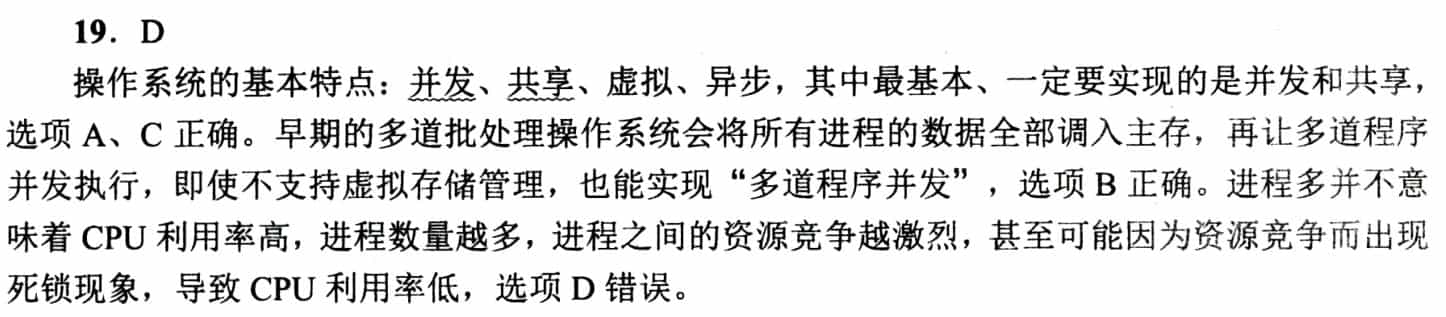 19. D
操作系统的基本特点：并发、共享、虚拟、异步，其中最基本、一定要实现的是并发和共享，
选项 A、C 正确。早期的多道批处理操作系统会将所有进程的数据全部调入主存，再让多道程序
并发执行，即使不支持虚拟存储管理，也能实现“多道程序并发”，选项 B 正确。进程多并不意
味着 CPU 利用率高，进程数量越多，进程之间的资源竞争越激烈，甚至可能因为资源竞争而出现
死锁现象，导致 CPU 利用率低，选项 D 错误。